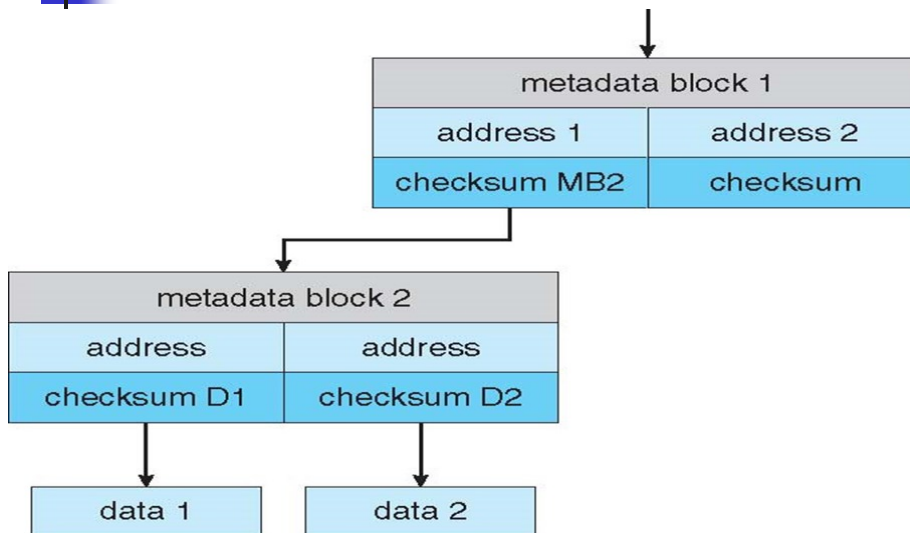 metadata block 1
address 1 address 2
checksum MB2 checksum
metadata block 2
address address
checksum D1 checksum D2
data 1 data 2